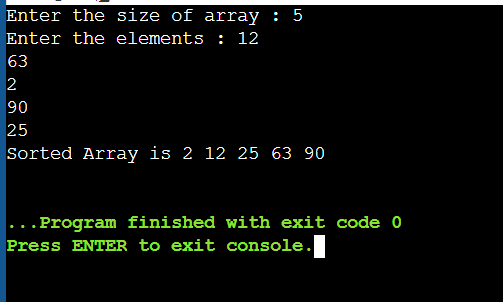 Enter the size of array : 5
Enter the elements : 12
63
2
90
25
Sorted Array is 2 12 25 63 90
...Program finished with exit code 0
Press ENTER to exit console.